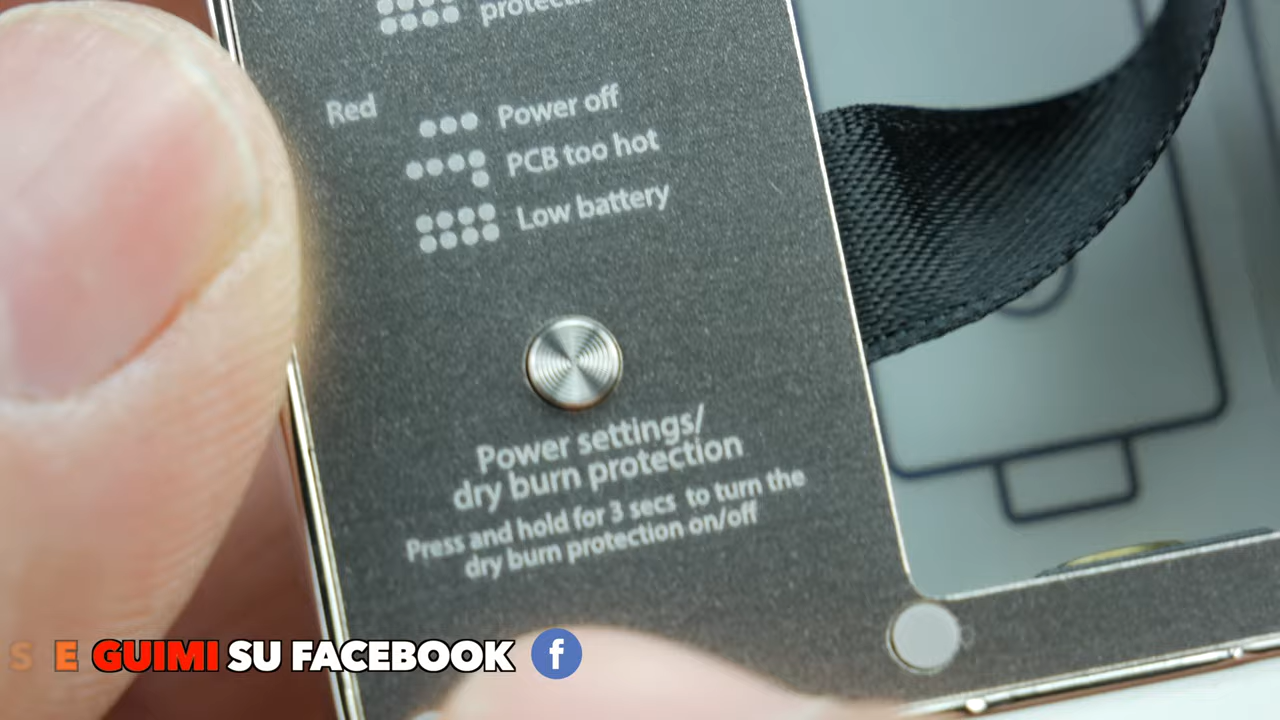 Red
Power off
PCB too hot
Low battery
Power settings/
dry burn protection
Press and hold for 3 secs to turn the
dry burn protection on/off
SEGUIMI SU FACEBOOK
f